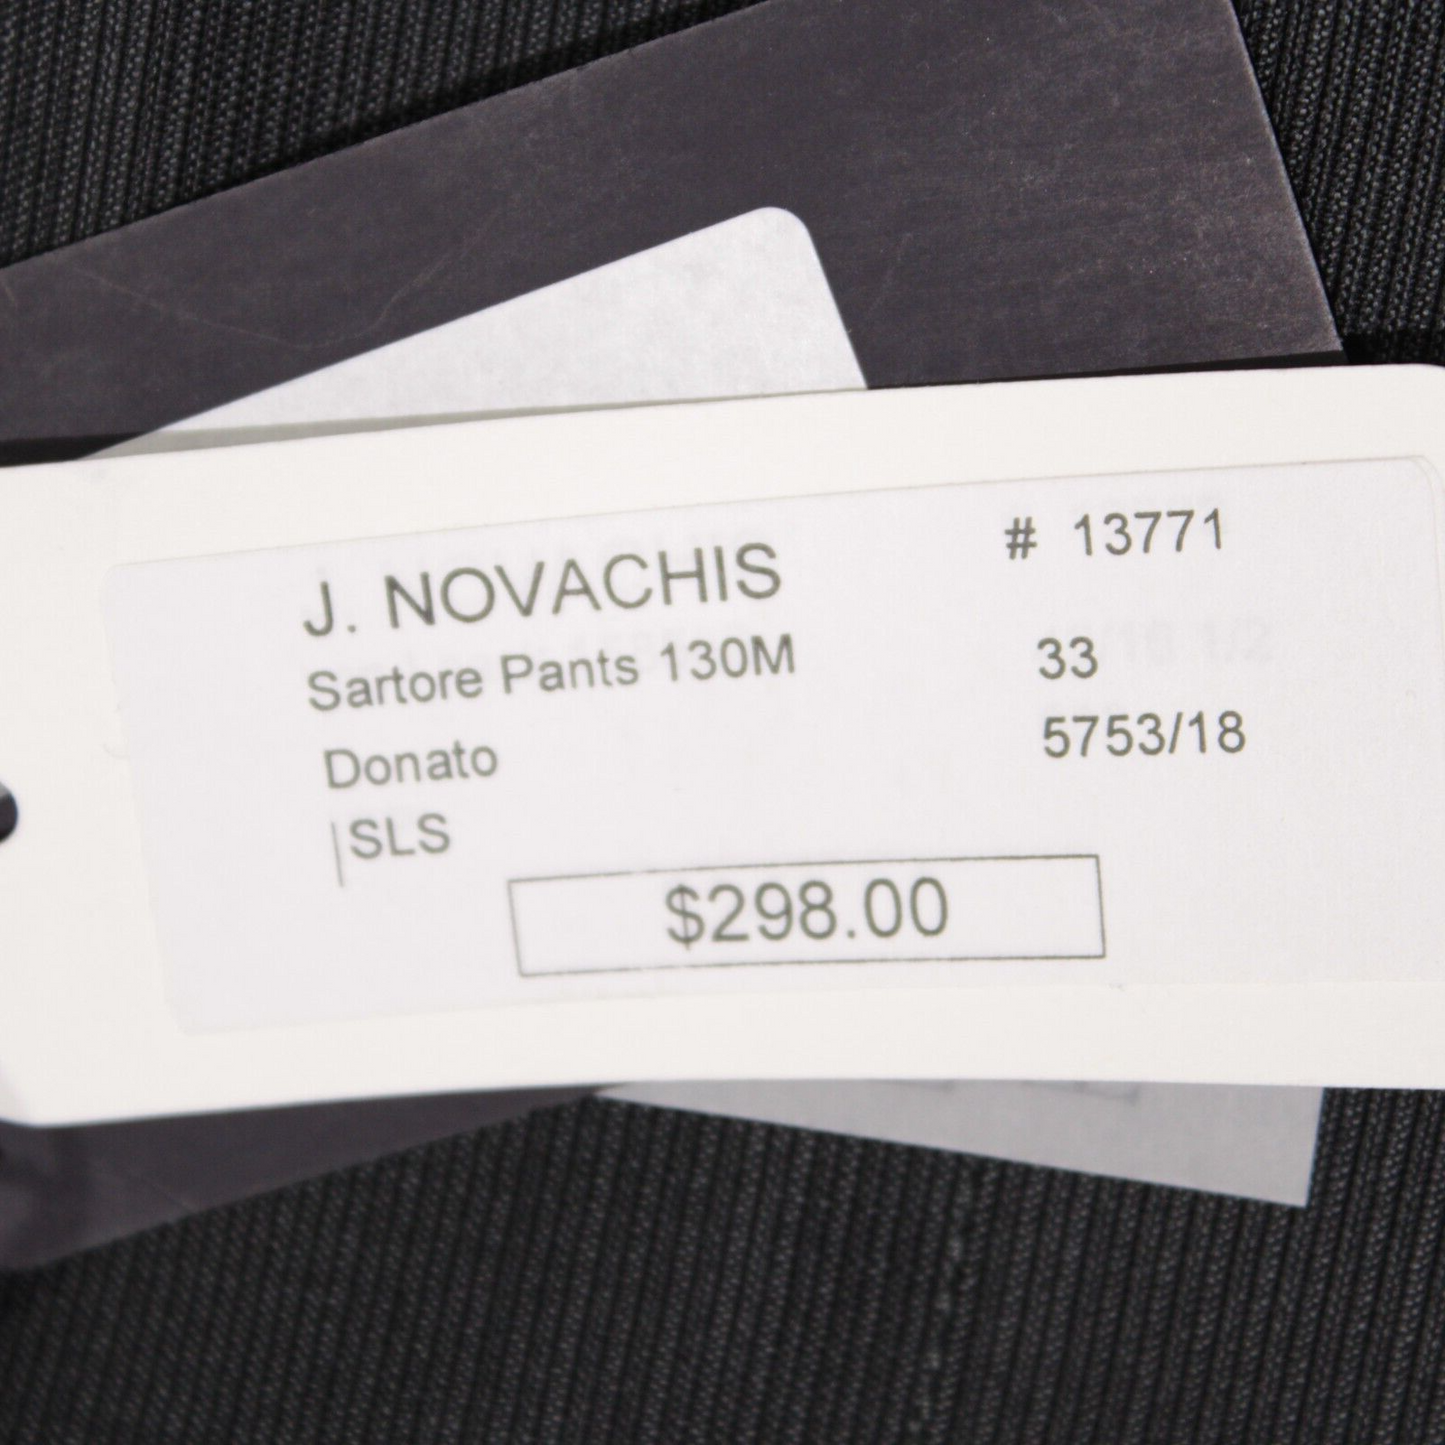 J. NOVACHIS # 13771
Sartore Pants 130M 33
Donato 5753/18
|SLS
$298.00